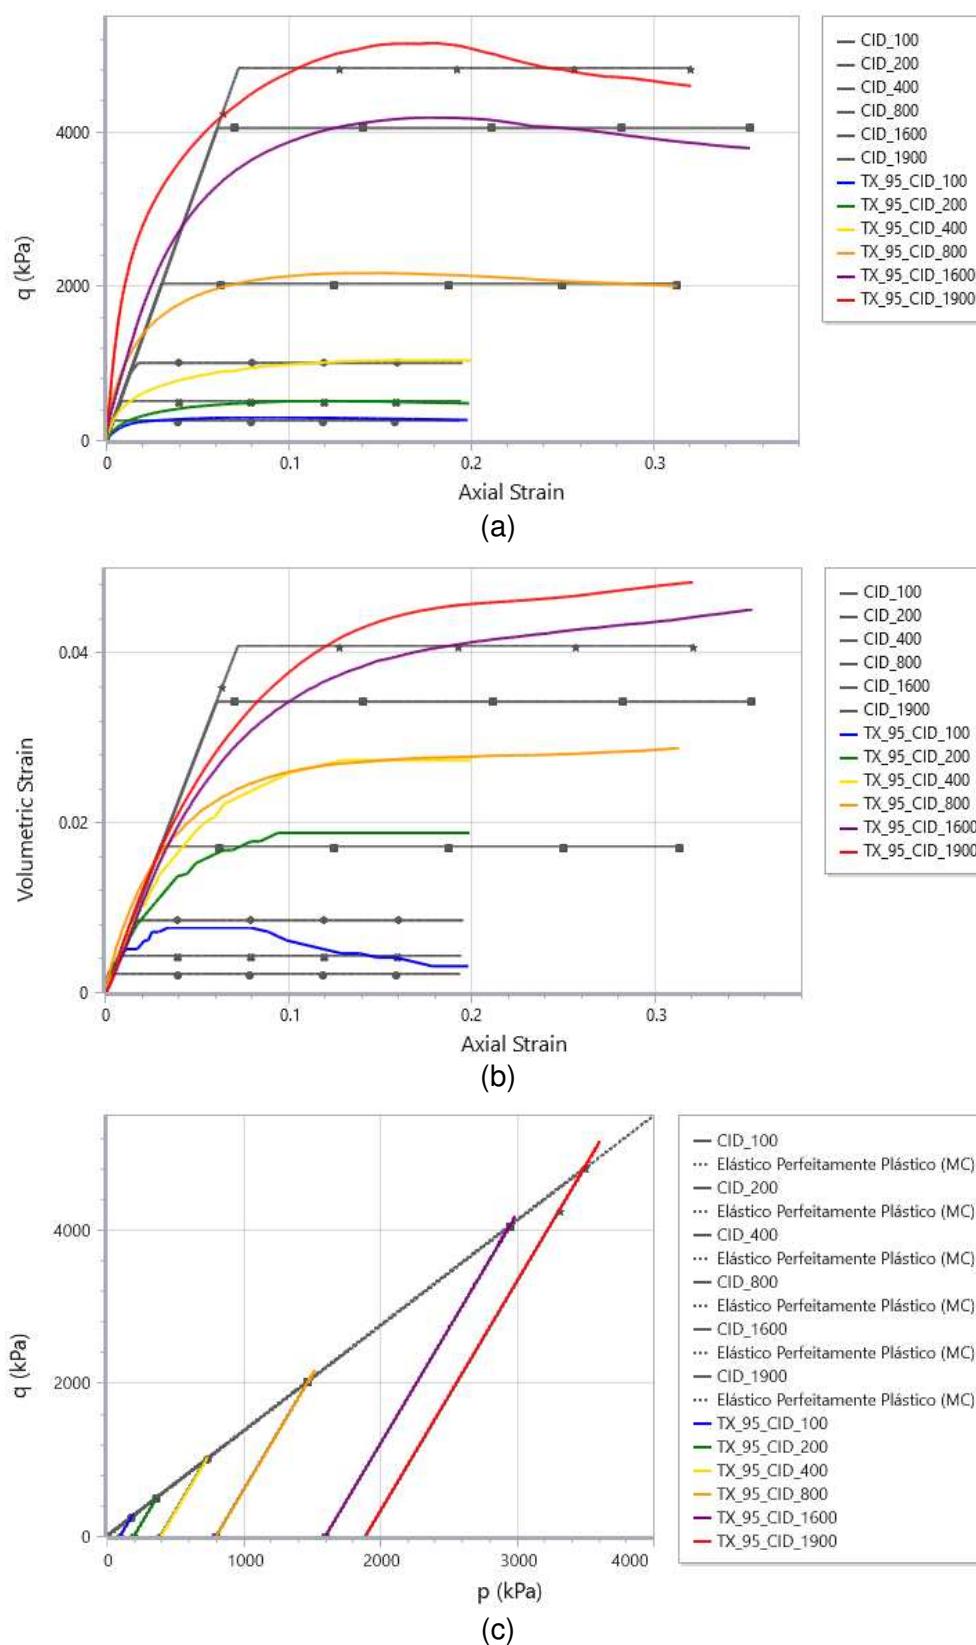 CID_100
CID_200
CID_400
CID_800
CID_1600
CID_1900
TX_95_CID_100
TX_95_CID_200
TX_95_CID_400
TX_95_CID_800
TX_95_CID_1600
TX_95_CID_1900
q (kPa)
4000
2000
0
0 0.1 0.2 0.3
Axial Strain
(a)
CID_100
CID_200
CID_400
CID_800
CID_1600
CID_1900
TX_95_CID_100
TX_95_CID_200
TX_95_CID_400
TX_95_CID_800
TX_95_CID_1600
TX_95_CID_1900
Volumetric Strain
0.04
0.02
0
0 0.1 0.2 0.3
Axial Strain
(b)
CID_100
Elástico Perfeitamente Plástico (MC)
CID_200
Elástico Perfeitamente Plástico (MC)
CID_400
Elástico Perfeitamente Plástico (MC)
CID_800
Elástico Perfeitamente Plástico (MC)
CID_1600
Elástico Perfeitamente Plástico (MC)
CID_1900
Elástico Perfeitamente Plástico (MC)
TX_95_CID_100
TX_95_CID_200
TX_95_CID_400
TX_95_CID_800
TX_95_CID_1600
TX_95_CID_1900
q (kPa)
4000
2000
0
0 1000 2000 3000 4000
p (kPa)
(c)